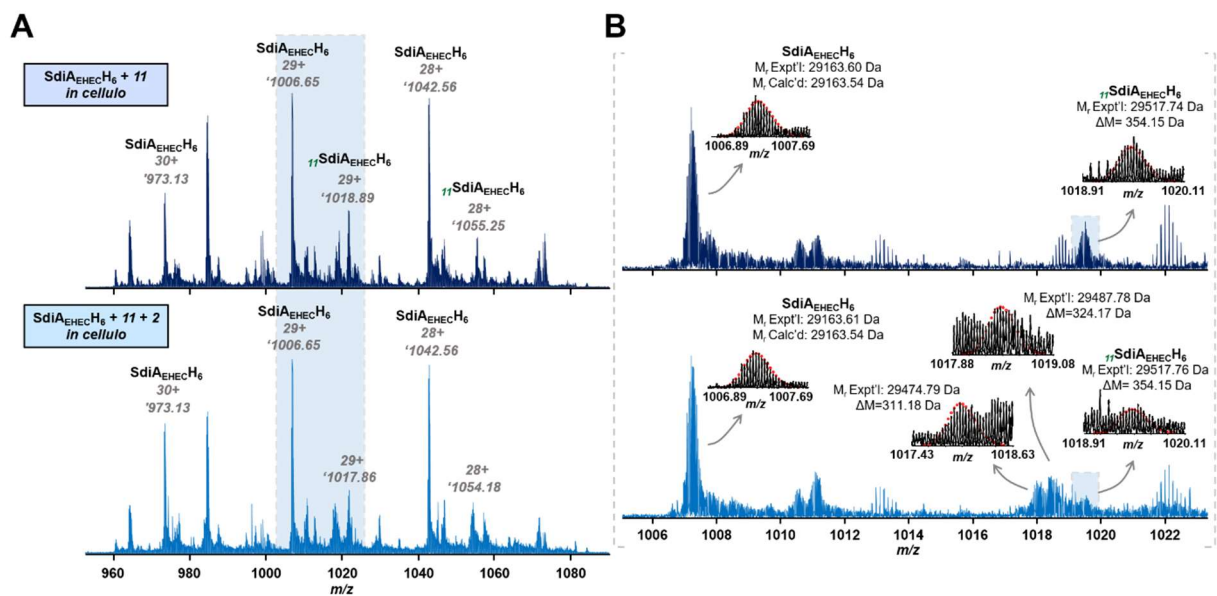 A
SdiAEHECH6 + 11
in cellulo
SdiAEHECH6
30+
'973.13
SdiAEHECH6
29+
'1006.65
11SdiAEHECH6
29+
'1018.89
SdiAEHECH6
28+
'1042.56
11SdiAEHECH6
28+
'1055.25
SdiAEHECH6 + 11 + 2
in cellulo
SdiAEHECH6
30+
'973.13
SdiAEHECH6
29+
'1006.65
29+
'1017.86
SdiAEHECH6
28+
'1042.56
28+
'1054.18
960 980 1000 1020 1040 1060 1080
m/z
B
SdiAEHECH6
Mr Expt'l: 29163.60 Da
Mr Calc'd: 29163.54 Da
1006.89 1007.69
m/z
11SdiAEHECH6
Mr Expt'l: 29517.74 Da
ΔM= 354.15 Da
1018.91 1020.11
m/z
SdiAEHECH6
Mr Expt'l: 29163.61 Da
Mr Calc'd: 29163.54 Da
1006.89 1007.69
m/z
Mr Expt'l: 29487.78 Da
ΔM=324.17 Da
1017.88 1019.08
m/z
Mr Expt'l: 29474.79 Da
ΔM=311.18 Da
1017.43 1018.63
m/z
11SdiAEHECH6
Mr Expt'l: 29517.76 Da
ΔM= 354.15 Da
1018.91 1020.11
m/z
1006 1008 1010 1012 1014 1016 1018 1020 1022
m/z